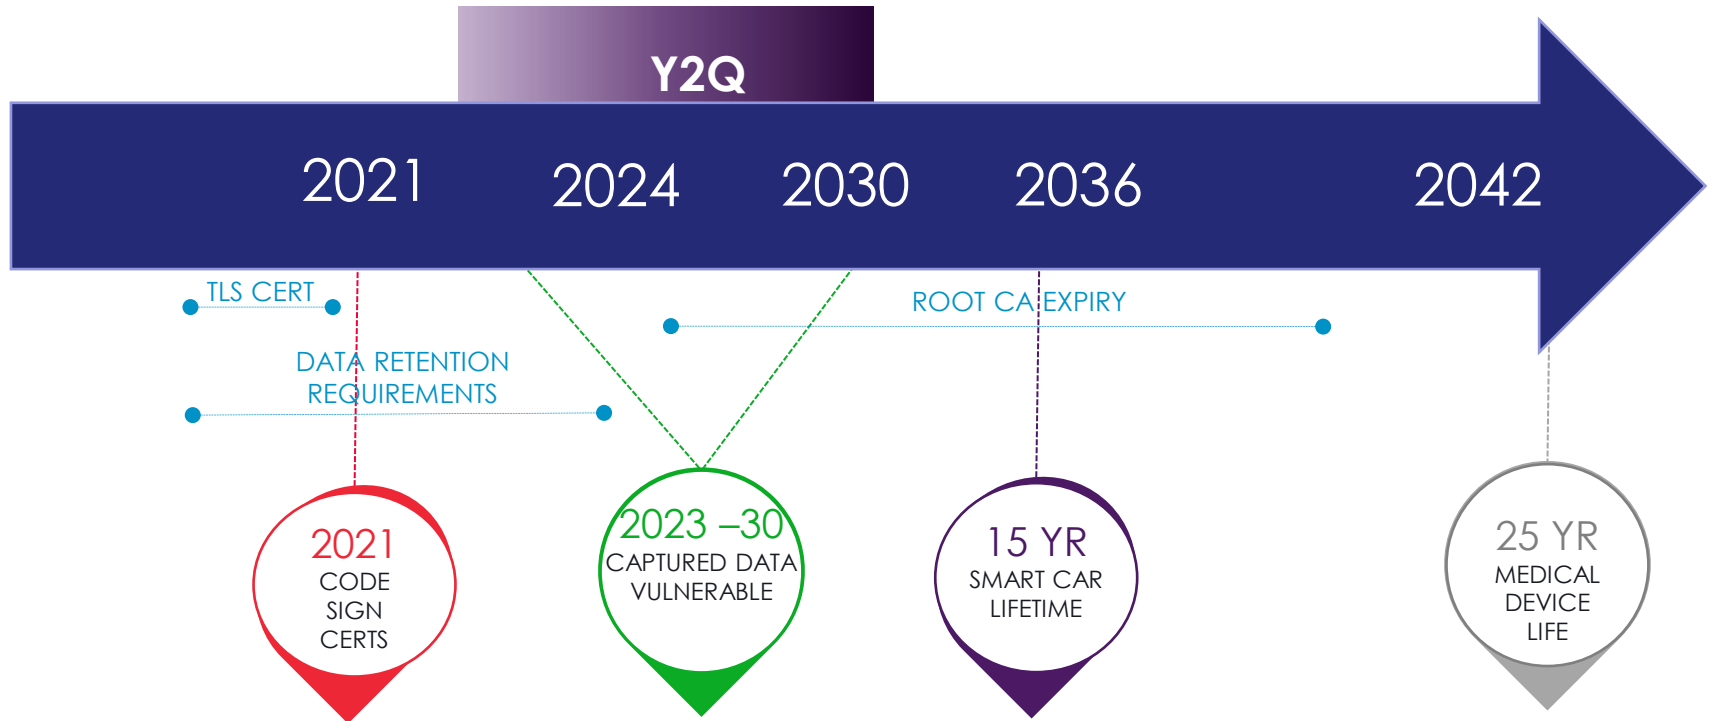 Y2Q
2021 2024 2030 2036 2042
TLS CERT
ROOT CA EXPIRY
DATA RETENTION
REQUIREMENTS
2021
CODE
SIGN
CERTS
2023 –30
CAPTURED DATA
VULNERABLE
15 YR
SMART CAR
LIFETIME
25 YR
MEDICAL
DEVICE
LIFE